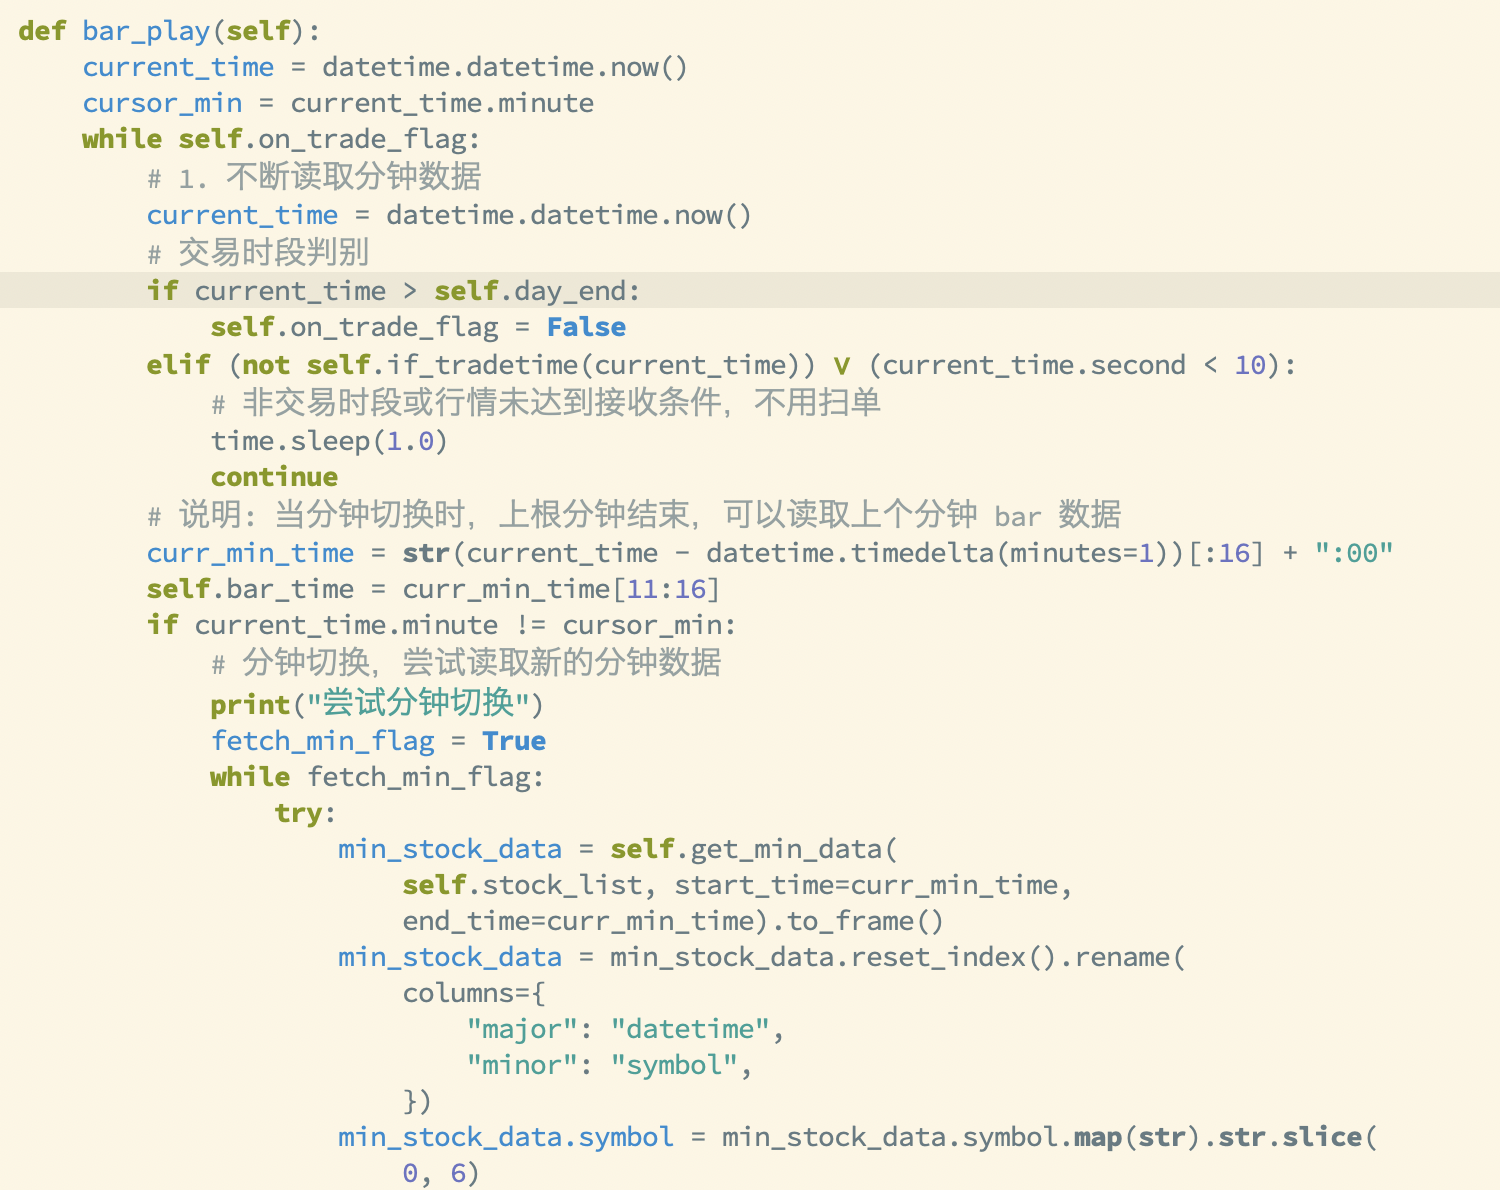 def bar_play(self):
    current_time = datetime.datetime.now()
    cursor_min = current_time.minute
    while self.on_trade_flag:
        # 1. 不断读取分钟数据
        current_time = datetime.datetime.now()
        # 交易时段判别
        if current_time > self.day_end:
            self.on_trade_flag = False
        elif (not self.if_tradetime(current_time)) ∨ (current_time.second < 10):
            # 非交易时段或行情未达到接收条件, 不用扫单
            time.sleep(1.0)
            continue
        # 说明: 当分钟切换时, 上根分钟结束, 可以读取上个分钟 bar 数据
        curr_min_time = str(current_time - datetime.timedelta(minutes=1))[:16] + ":00"
        self.bar_time = curr_min_time[11:16]
        if current_time.minute != cursor_min:
            # 分钟切换, 尝试读取新的分钟数据
            print("尝试分钟切换")
            fetch_min_flag = True
            while fetch_min_flag:
                try:
                    min_stock_data = self.get_min_data(
                        self.stock_list, start_time=curr_min_time,
                        end_time=curr_min_time).to_frame()
                    min_stock_data = min_stock_data.reset_index().rename(
                        columns={
                            "major": "datetime",
                            "minor": "symbol",
                        })
                    min_stock_data.symbol = min_stock_data.symbol.map(str).str.slice(
                        0, 6)